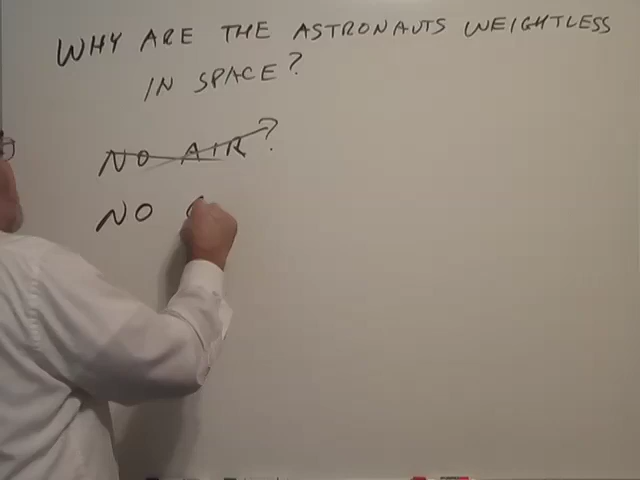 WHY ARE THE ASTRONAUTS WEIGHTLESS
IN SPACE?
NO AIR?
NO